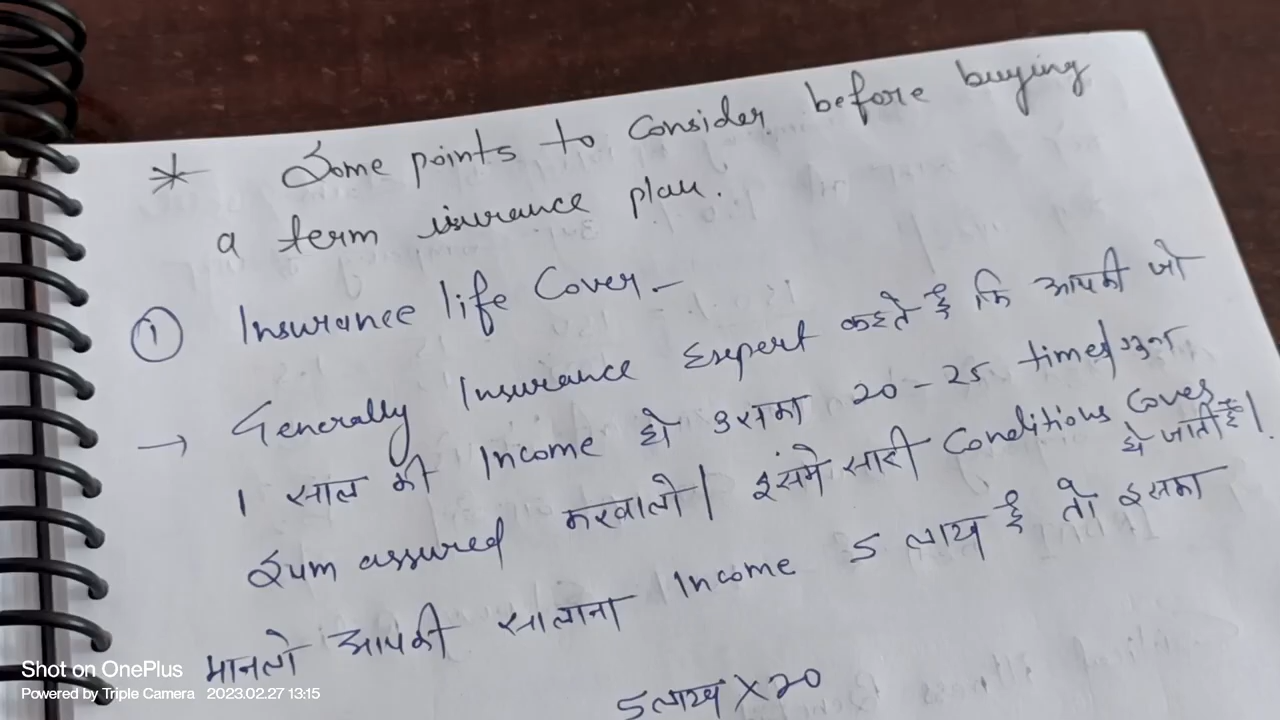 * Some points to consider before buying
a term insurance plan.
① Insurance life Cover. -
→ Generally Insurance Expert कहते हैं कि आपकी जो
1 साल की Income हो उसका 20 - 25 times
Sum assured करवालो। इसमे सारी Conditions Cover
हो जाती है।
मानलो आपकी सालाना Income 5 लाख है तो इसका
5 लाख × 20
Shot on OnePlus
Powered by Triple Camera 2023.02.27 13:15